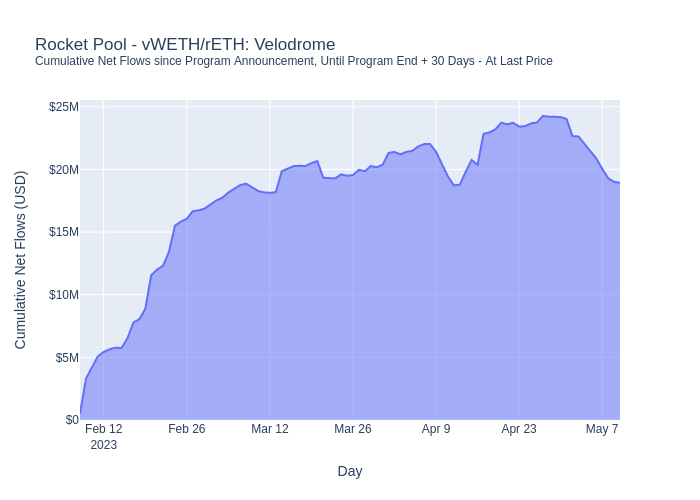 Rocket Pool - vWETH/rETH: Velodrome
Cumulative Net Flows since Program Announcement, Until Program End + 30 Days - At Last Price
Cumulative Net Flows (USD)
$25M
$20M
$15M
$10M
$5M
$0
Feb 12 Feb 26 Mar 12 Mar 26 Apr 9 Apr 23 May 7
2023
Day